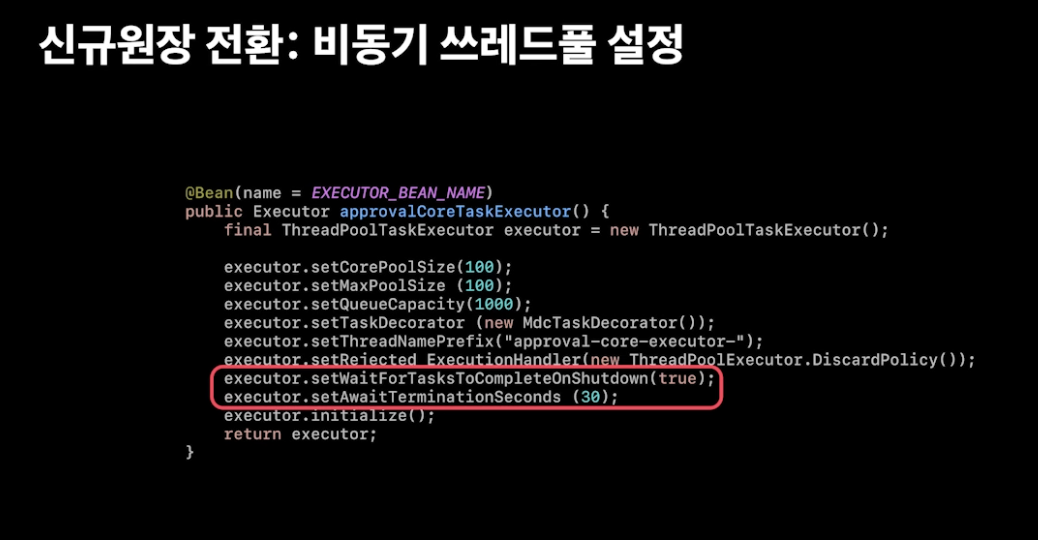 신규원장 전환: 비동기 쓰레드풀 설정
@Bean(name = EXECUTOR_BEAN_NAME)
public Executor approvalCoreTaskExecutor() {
final ThreadPoolTaskExecutor executor = new ThreadPoolTaskExecutor();
executor.setCorePoolSize(100);
executor.setMaxPoolSize (100);
executor.setQueueCapacity(1000);
executor.setTaskDecorator (new MdcTaskDecorator());
executor.setThreadNamePrefix("approval-core-executor-");
executor.setRejected ExecutionHandler(new ThreadPoolExecutor.DiscardPolicy());
executor.setWaitForTasksToCompleteOnShutdown(true);
executor.setAwaitTerminationSeconds (30);
executor.initialize();
return executor;
}